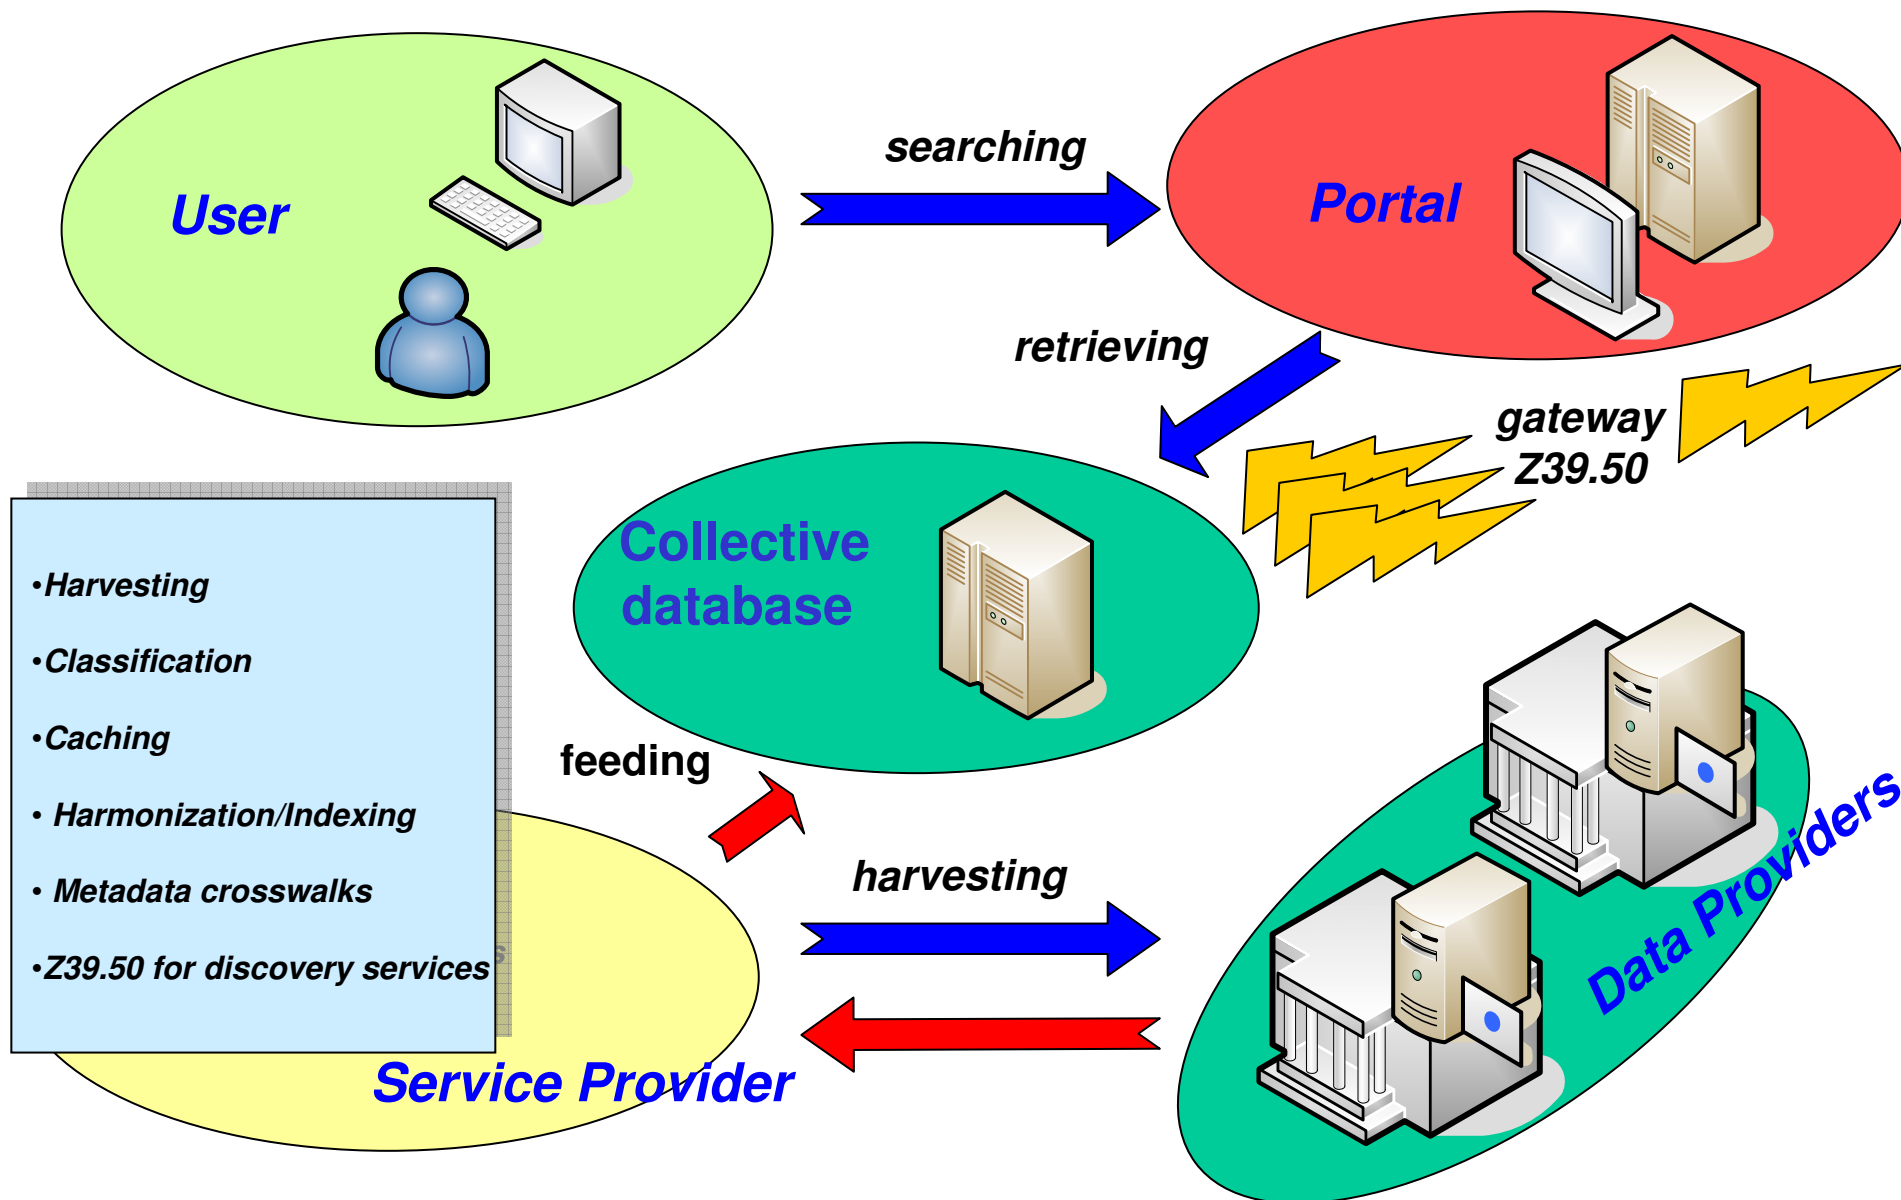 User
searching
Portal
retrieving
gateway
Z39.50
Collective
database
•Harvesting
•Classification
•Caching
• Harmonization/Indexing
• Metadata crosswalks
•Z39.50 for discovery services
feeding
harvesting
Data Providers
Service Provider